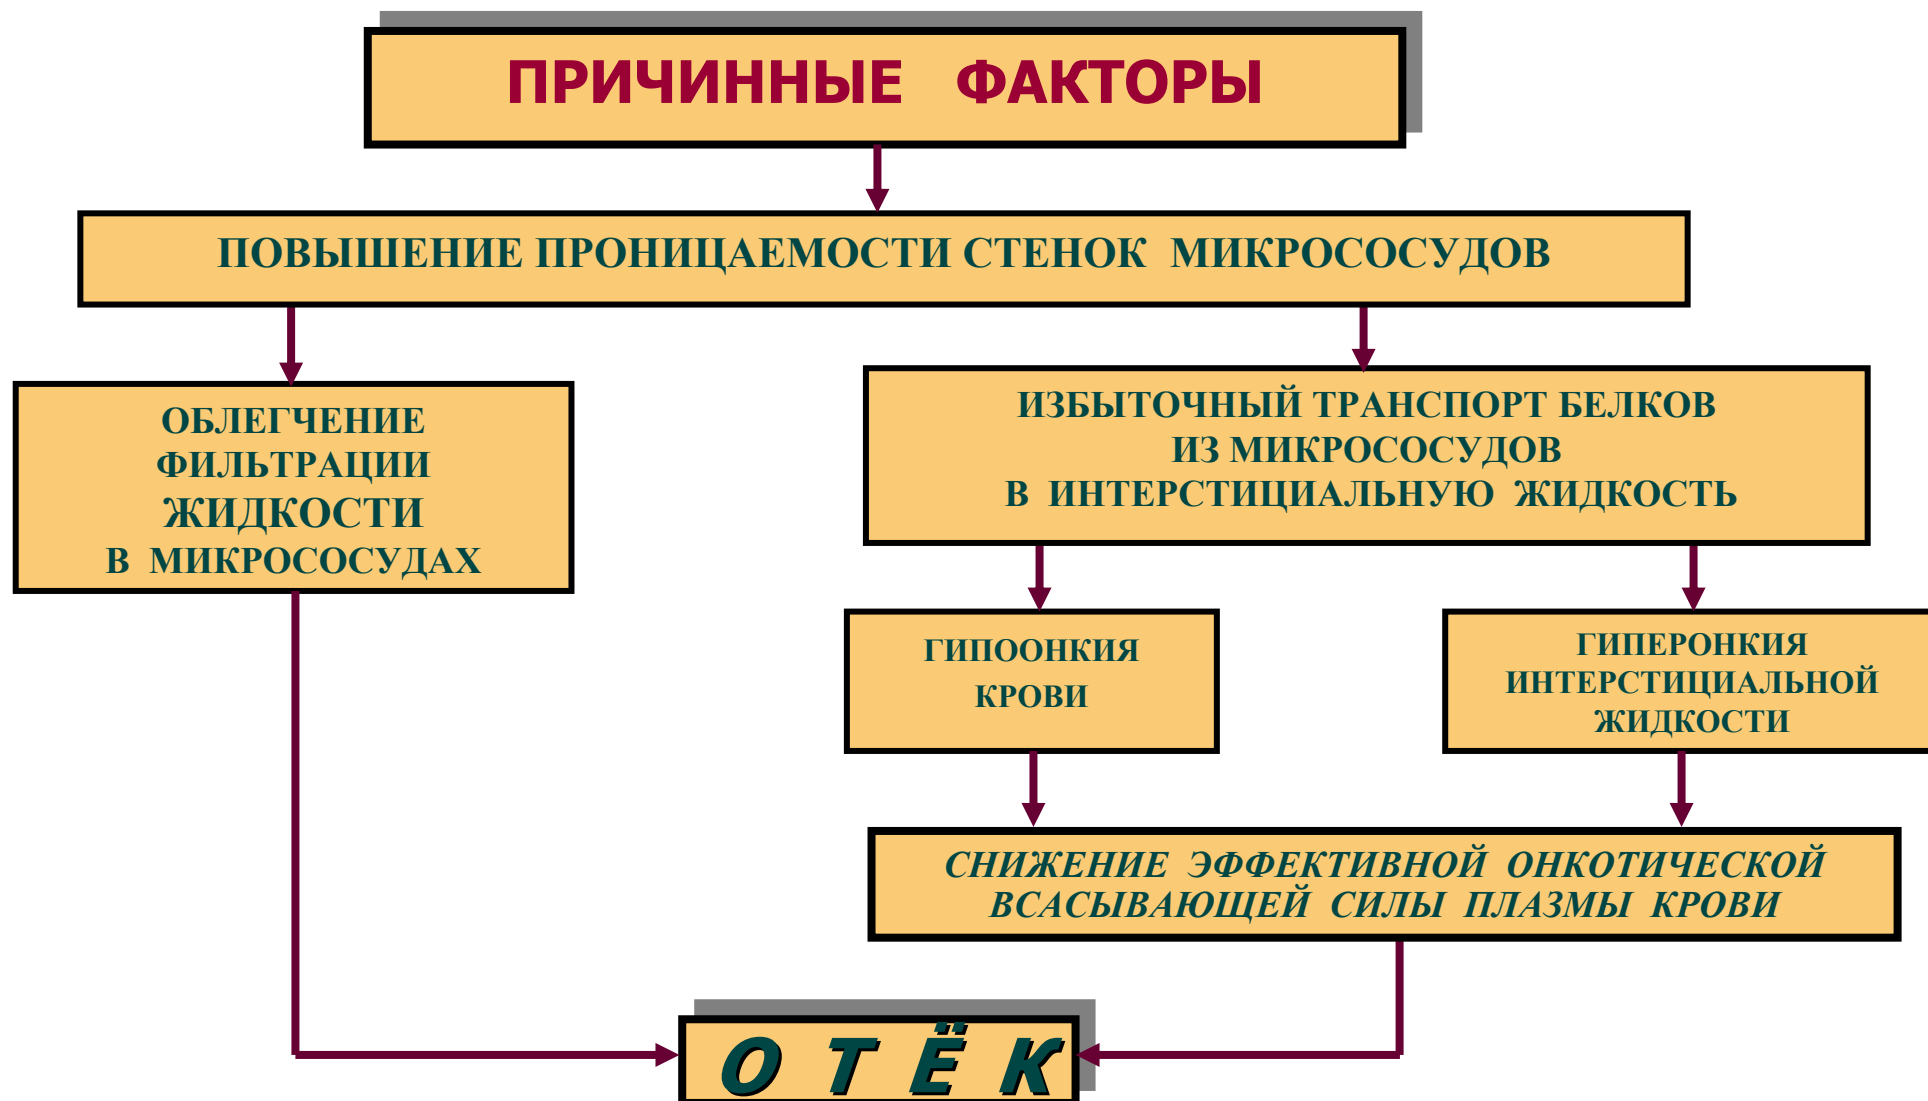 ПРИЧИННЫЕ ФАКТОРЫ
ПОВЫШЕНИЕ ПРОНИЦАЕМОСТИ СТЕНОК МИКРОСОСУДОВ
ОБЛЕГЧЕНИЕ
ФИЛЬТРАЦИИ
ЖИДКОСТИ
В МИКРОСОСУДАХ
ИЗБЫТОЧНЫЙ ТРАНСПОРТ БЕЛКОВ
ИЗ МИКРОСОСУДОВ
В ИНТЕРСТИЦИАЛЬНУЮ ЖИДКОСТЬ
ГИПООНКИЯ
КРОВИ
ГИПЕРОНКИЯ
ИНТЕРСТИЦИАЛЬНОЙ
ЖИДКОСТИ
СНИЖЕНИЕ ЭФФЕКТИВНОЙ ОНКОТИЧЕСКОЙ
ВСАСЫВАЮЩЕЙ СИЛЫ ПЛАЗМЫ КРОВИ
О Т Ё К